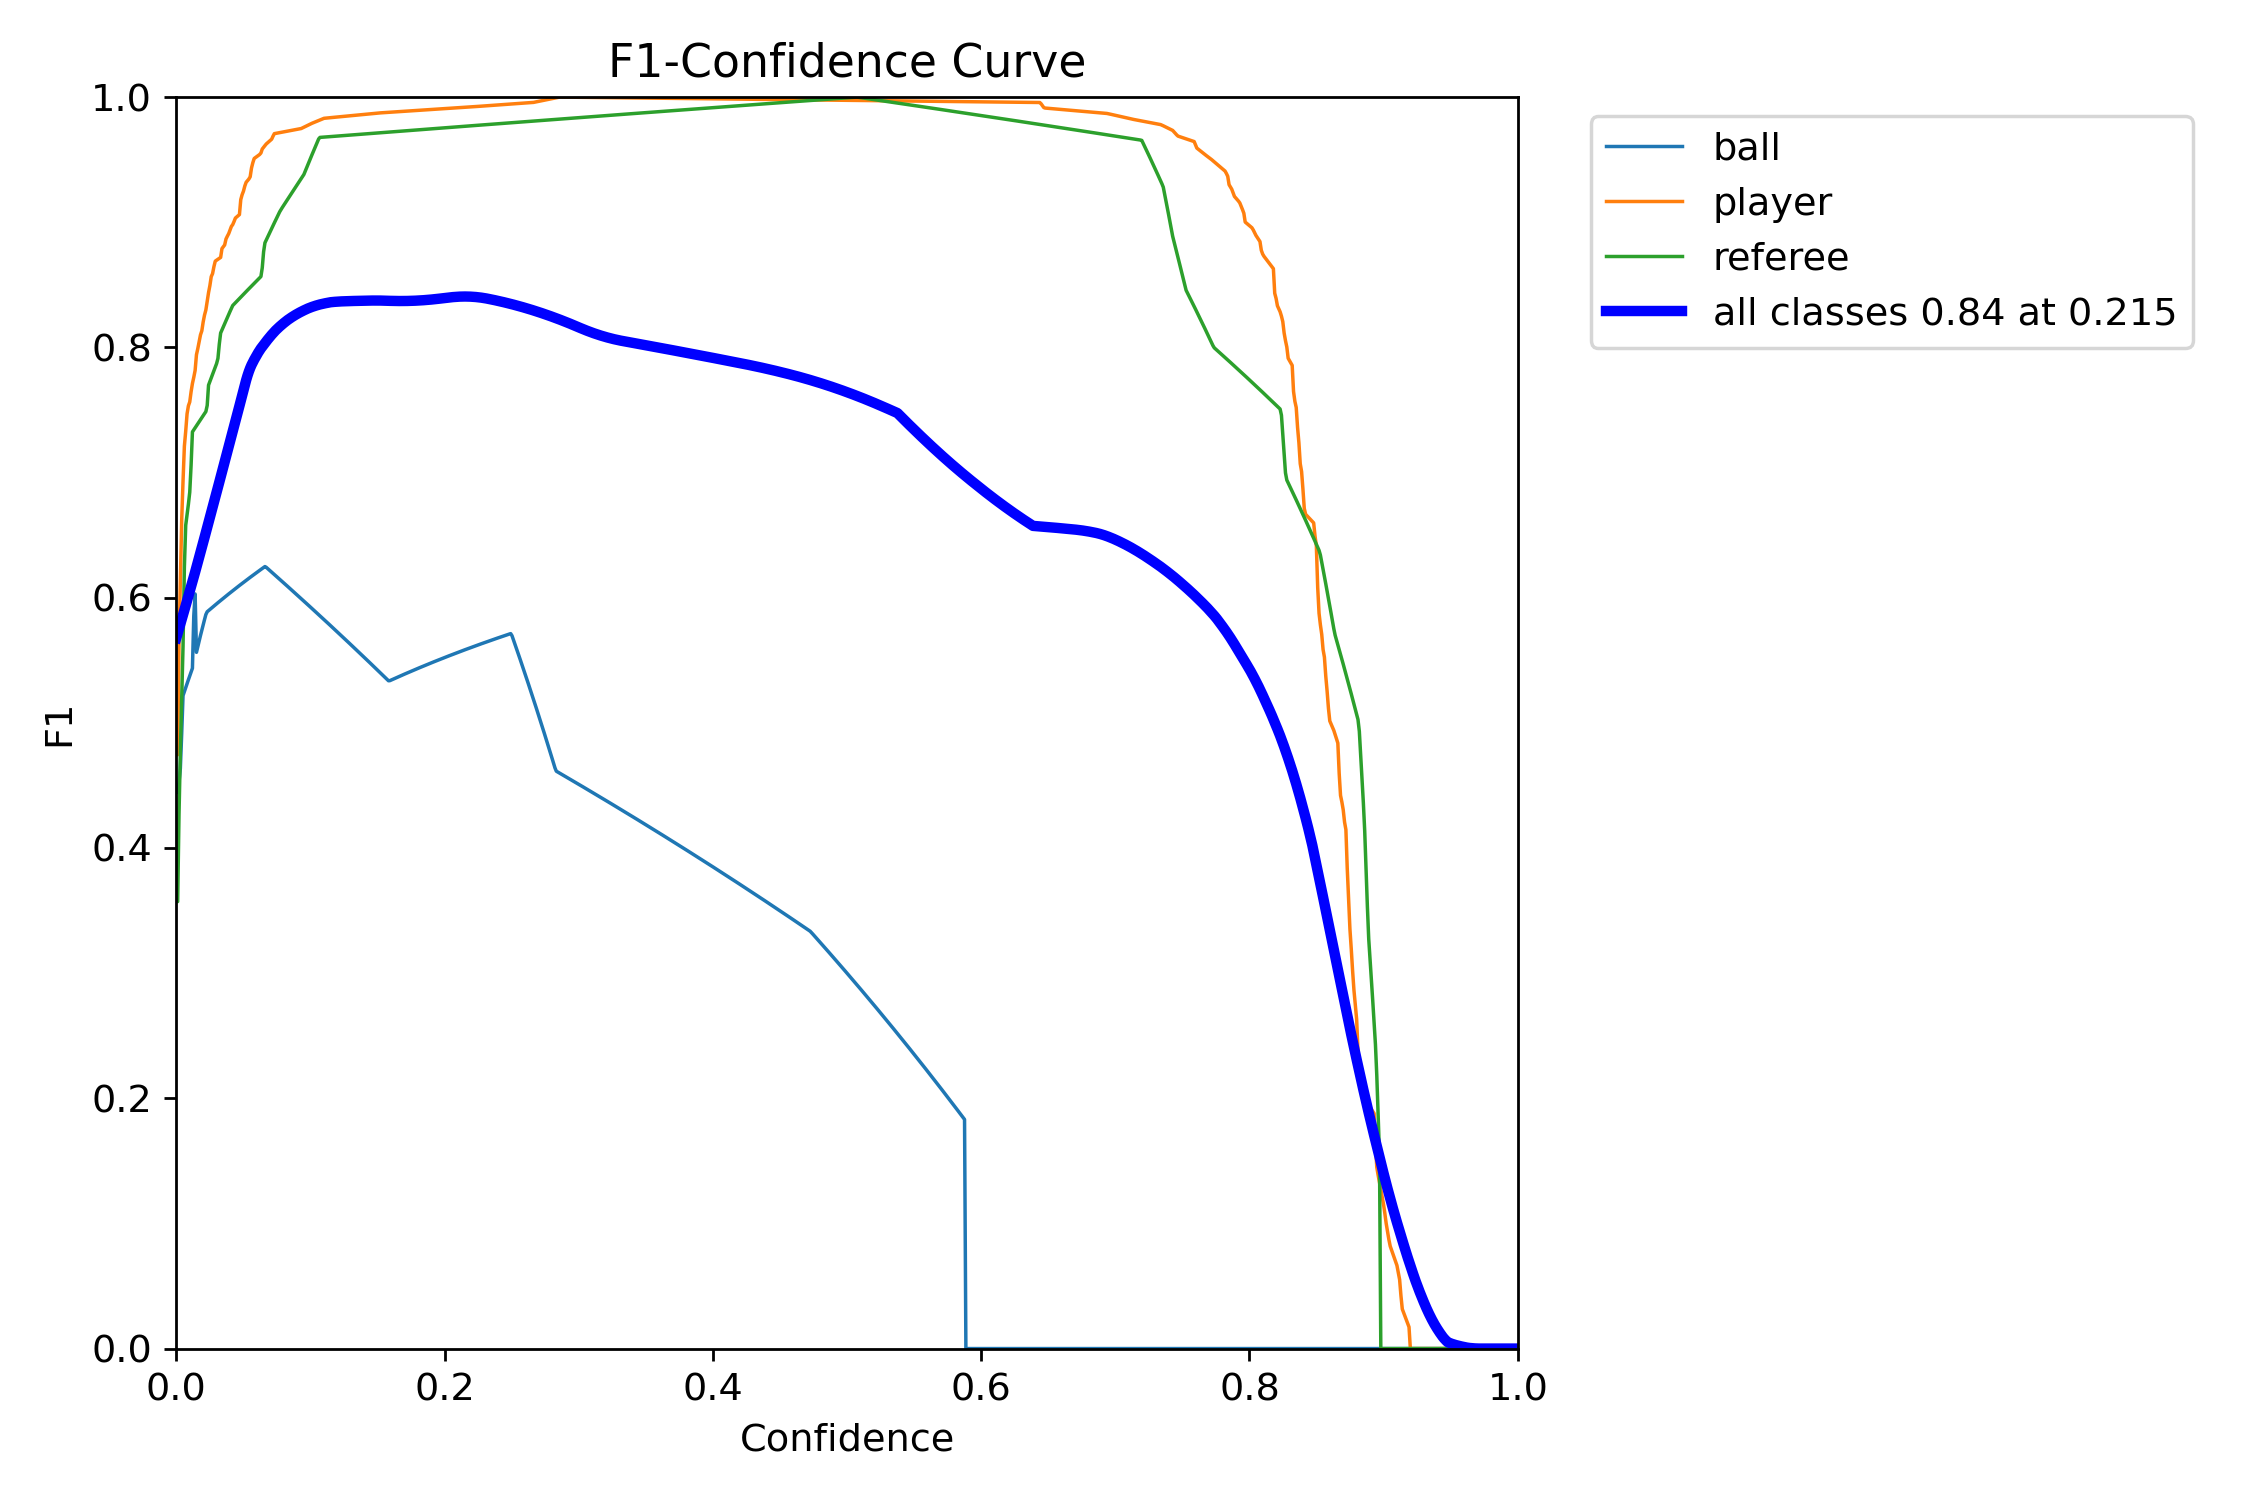 F1-Confidence Curve
1.0
0.8
0.6
0.4
0.2
0.0
F1
0.0 0.2 0.4 0.6 0.8 1.0
Confidence
ball
player
referee
all classes 0.84 at 0.215